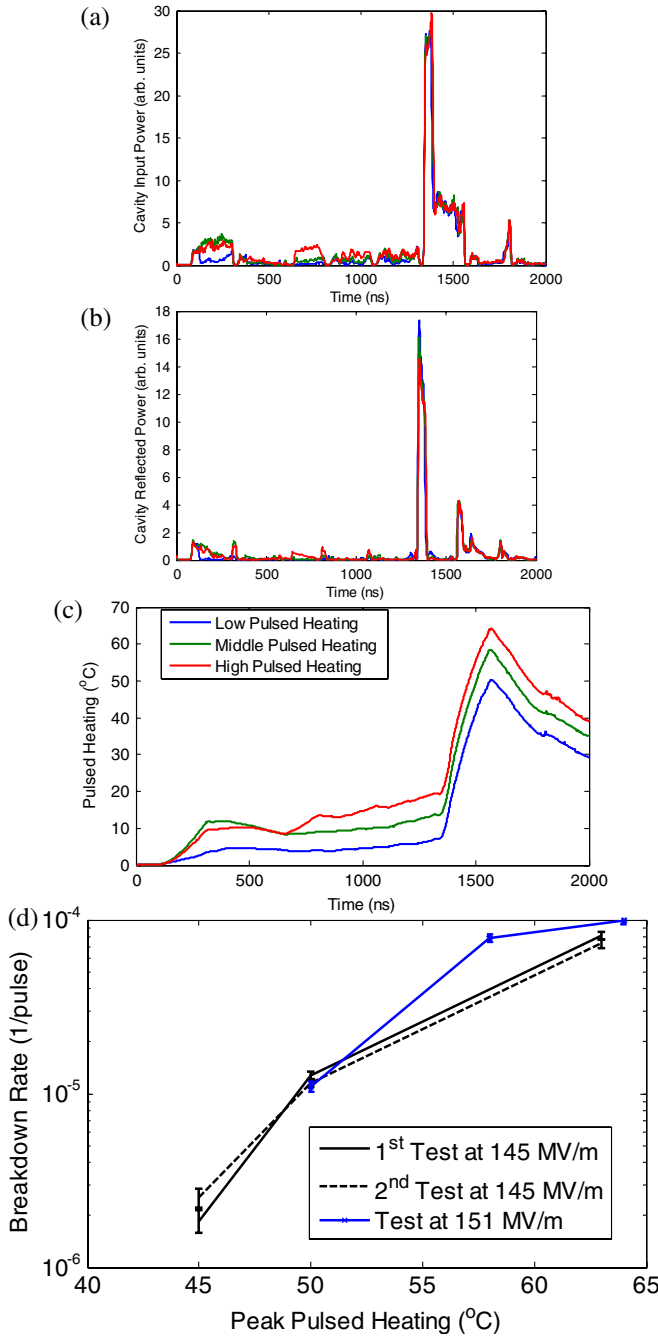 (a)
30
25
20
15
10
5
0
Cavity Input Power (arb. units)
0 500 1000 1500 2000
Time (ns)
(b)
18
16
14
12
10
8
6
4
2
0
Cavity Reflected Power (arb. units)
0 500 1000 1500 2000
Time (ns)
(c)
70
60
50
40
30
20
10
0
Pulsed Heating (°C)
Low Pulsed Heating
Middle Pulsed Heating
High Pulsed Heating
0 500 1000 1500 2000
Time (ns)
(d)
10⁻⁴
10⁻⁵
10⁻⁶
Breakdown Rate (1/pulse)
1st Test at 145 MV/m
2nd Test at 145 MV/m
Test at 151 MV/m
40 45 50 55 60 65
Peak Pulsed Heating (°C)